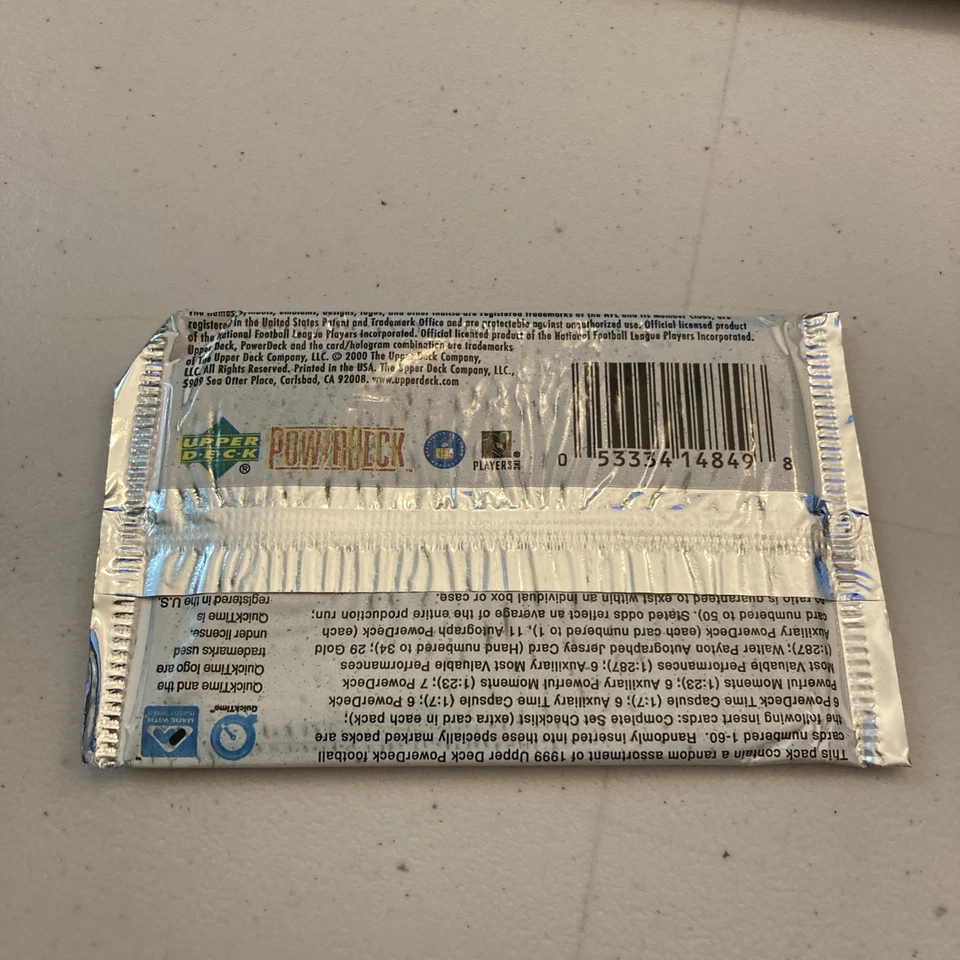 registered in the United States Patent and Trademark Office and are protectable against unauthorized use. Official licensed product
of the National Football League Players Incorporated. Official licensed product of the National Football League Players Incorporated.
Upper Deck, PowerDeck and the card/hologram combination are trademarks
of The Upper Deck Company, LLC. © 2000 The Upper Deck Company,
LLC. All Rights Reserved. Printed in the USA. The Upper Deck Company, LLC.,
5909 Sea Otter Place, Carlsbad, CA 92008. www.upperdeck.com
UPPER
DECK
®
POWERDECK
PLAYERS INC
0 53334 14849 8
This pack contain a random assortment of 1999 Upper Deck PowerDeck football
cards numbered 1-60. Randomly inserted into these specially marked packs are
the following insert cards: Complete Set Checklist (extra card in each pack);
6 PowerDeck Time Capsule (1:7); 6 Auxiliary Time Capsule (1:7); 6 PowerDeck
Powerful Moments (1:23); 6 Auxiliary Powerful Moments (1:23); 7 PowerDeck
Most Valuable Performances (1:287); 6 Auxiliary Most Valuable Performances
(1:287); Walter Payton Autographed Jersey Card (Hand numbered to 34); 29 Gold
Auxiliary PowerDeck (each card numbered to 1), 11 Autograph PowerDeck (each
card numbered to 50). Stated odds reflect an average of the entire production run;
ratio is guaranteed to exist within an individual box or case.
QuickTime™
MADE WITH
QuickTime and the
QuickTime logo are
trademarks used
under license.
QuickTime is
registered in the U.S.